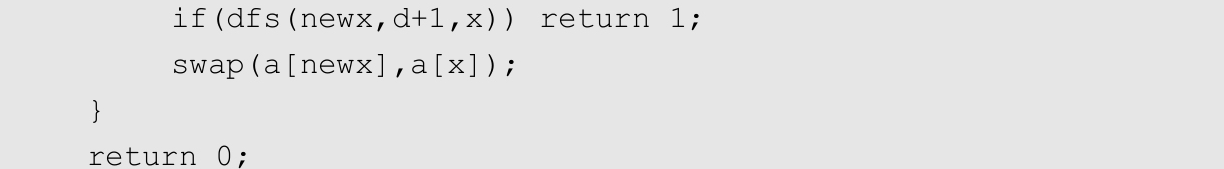 if(dfs(newx,d+1,x)) return 1;
swap(a[newx],a[x]);
}
return 0;